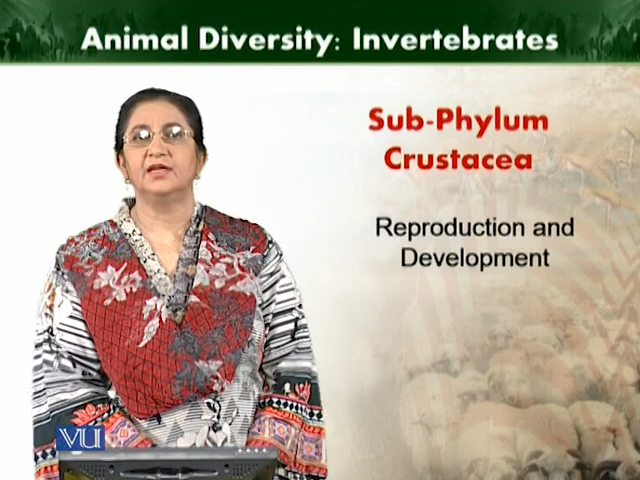 Animal Diversity: Invertebrates
Sub-Phylum
Crustacea
Reproduction and
Development
VU